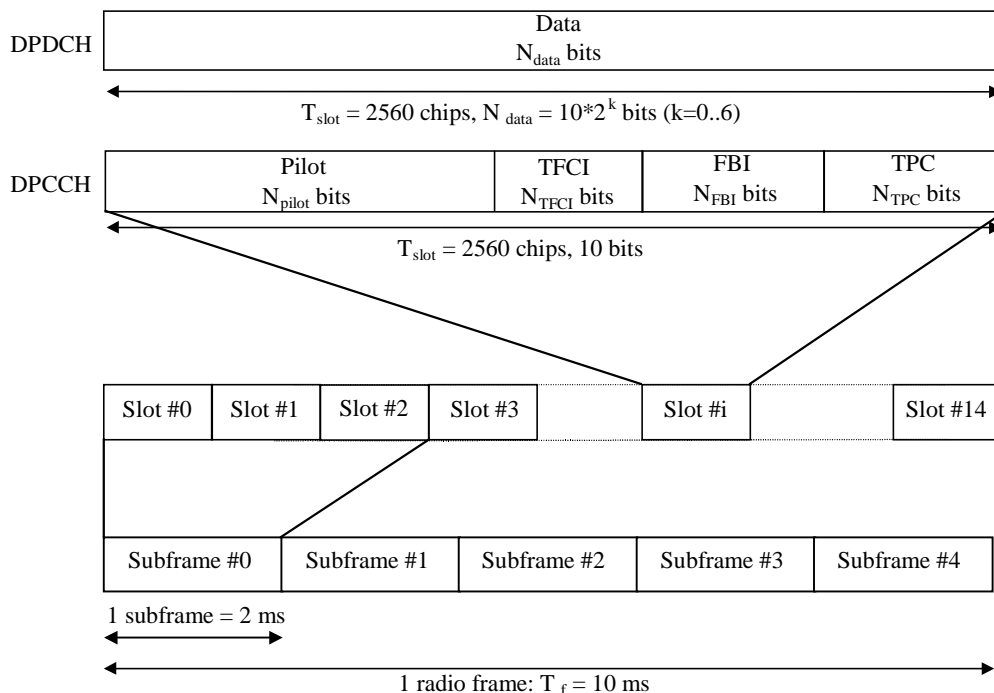 DPDCH
Data
N_data bits
T_slot = 2560 chips, N_data = 10*2^k bits (k=0..6)
DPCCH
Pilot
N_pilot bits
TFCI
N_TFCI bits
FBI
N_FBI bits
TPC
N_TPC bits
T_slot = 2560 chips, 10 bits
Slot #0
Slot #1
Slot #2
Slot #3
Slot #i
Slot #14
Subframe #0
Subframe #1
Subframe #2
Subframe #3
Subframe #4
1 subframe = 2 ms
1 radio frame: T_f = 10 ms